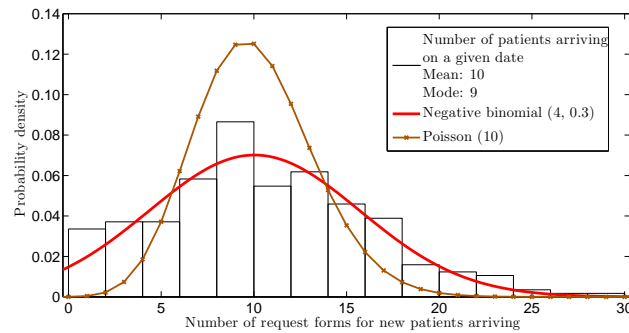 0.14
0.12
0.10
0.08
0.06
0.04
0.02
0
Probability density
0 5 10 15 20 25 30
Number of request forms for new patients arriving
Number of patients arriving
on a given date
Mean: 10
Mode: 9
Negative binomial (4, 0.3)
Poisson (10)